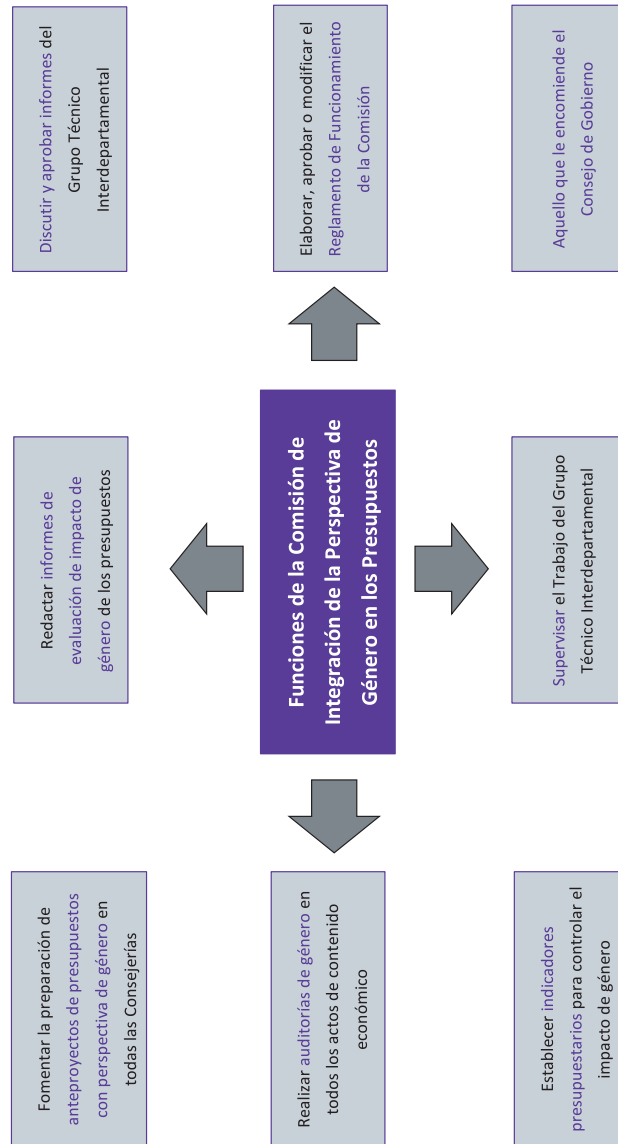 Fomentar la preparación de
anteproyectos de presupuestos
con perspectiva de género en
todas las Consejerías
Redactar informes de
evaluación de impacto de
género de los presupuestos
Discutir y aprobar informes del
Grupo Técnico
Interdepartamental
Realizar auditorías de género en
todos los actos de contenido
económico
Funciones de la Comisión de
Integración de la Perspectiva de
Género en los Presupuestos
Elaborar, aprobar o modificar el
Reglamento de Funcionamiento
de la Comisión
Establecer indicadores
presupuestarios para controlar el
impacto de género
Supervisar el Trabajo del Grupo
Técnico Interdepartamental
Aquello que le encomiende el
Consejo de Gobierno